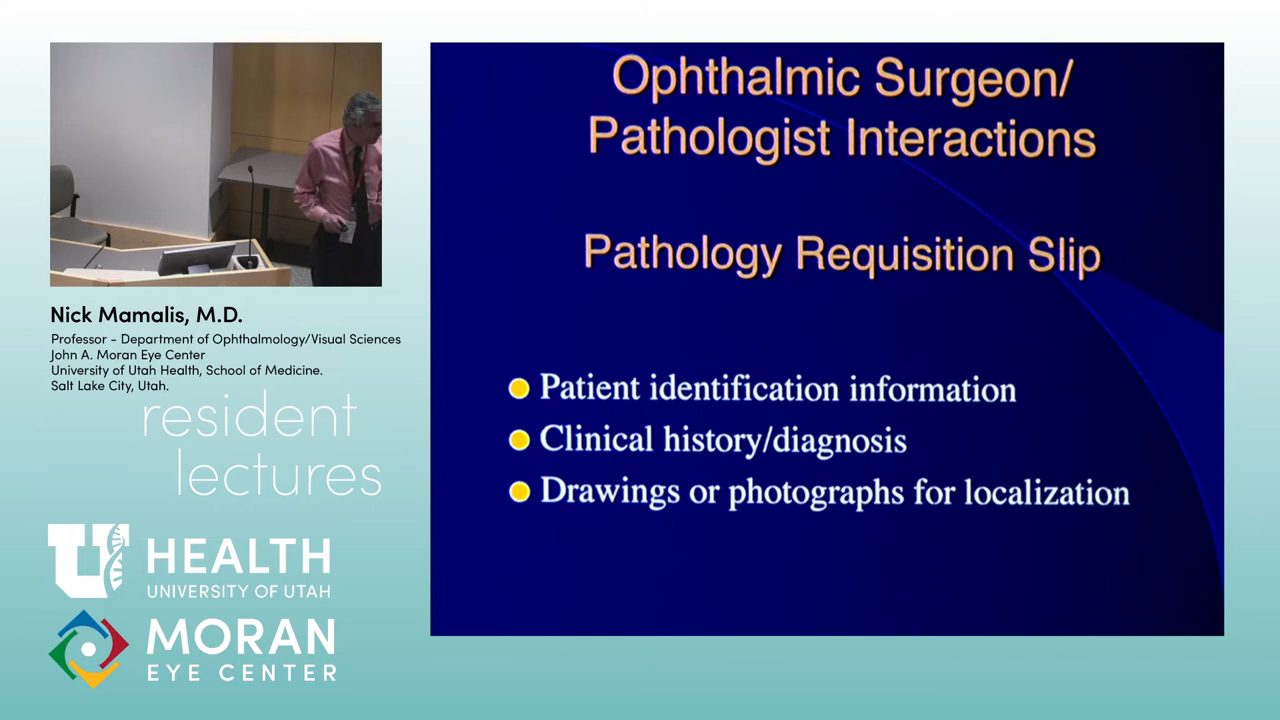 Ophthalmic Surgeon/
Pathologist Interactions
Pathology Requisition Slip
Patient identification information
Clinical history/diagnosis
Drawings or photographs for localization
Nick Mamalis, M.D.
Professor - Department of Ophthalmology/Visual Sciences
John A. Moran Eye Center
University of Utah Health, School of Medicine.
Salt Lake City, Utah.
resident
lectures
U HEALTH
UNIVERSITY OF UTAH
MORAN
EYE CENTER